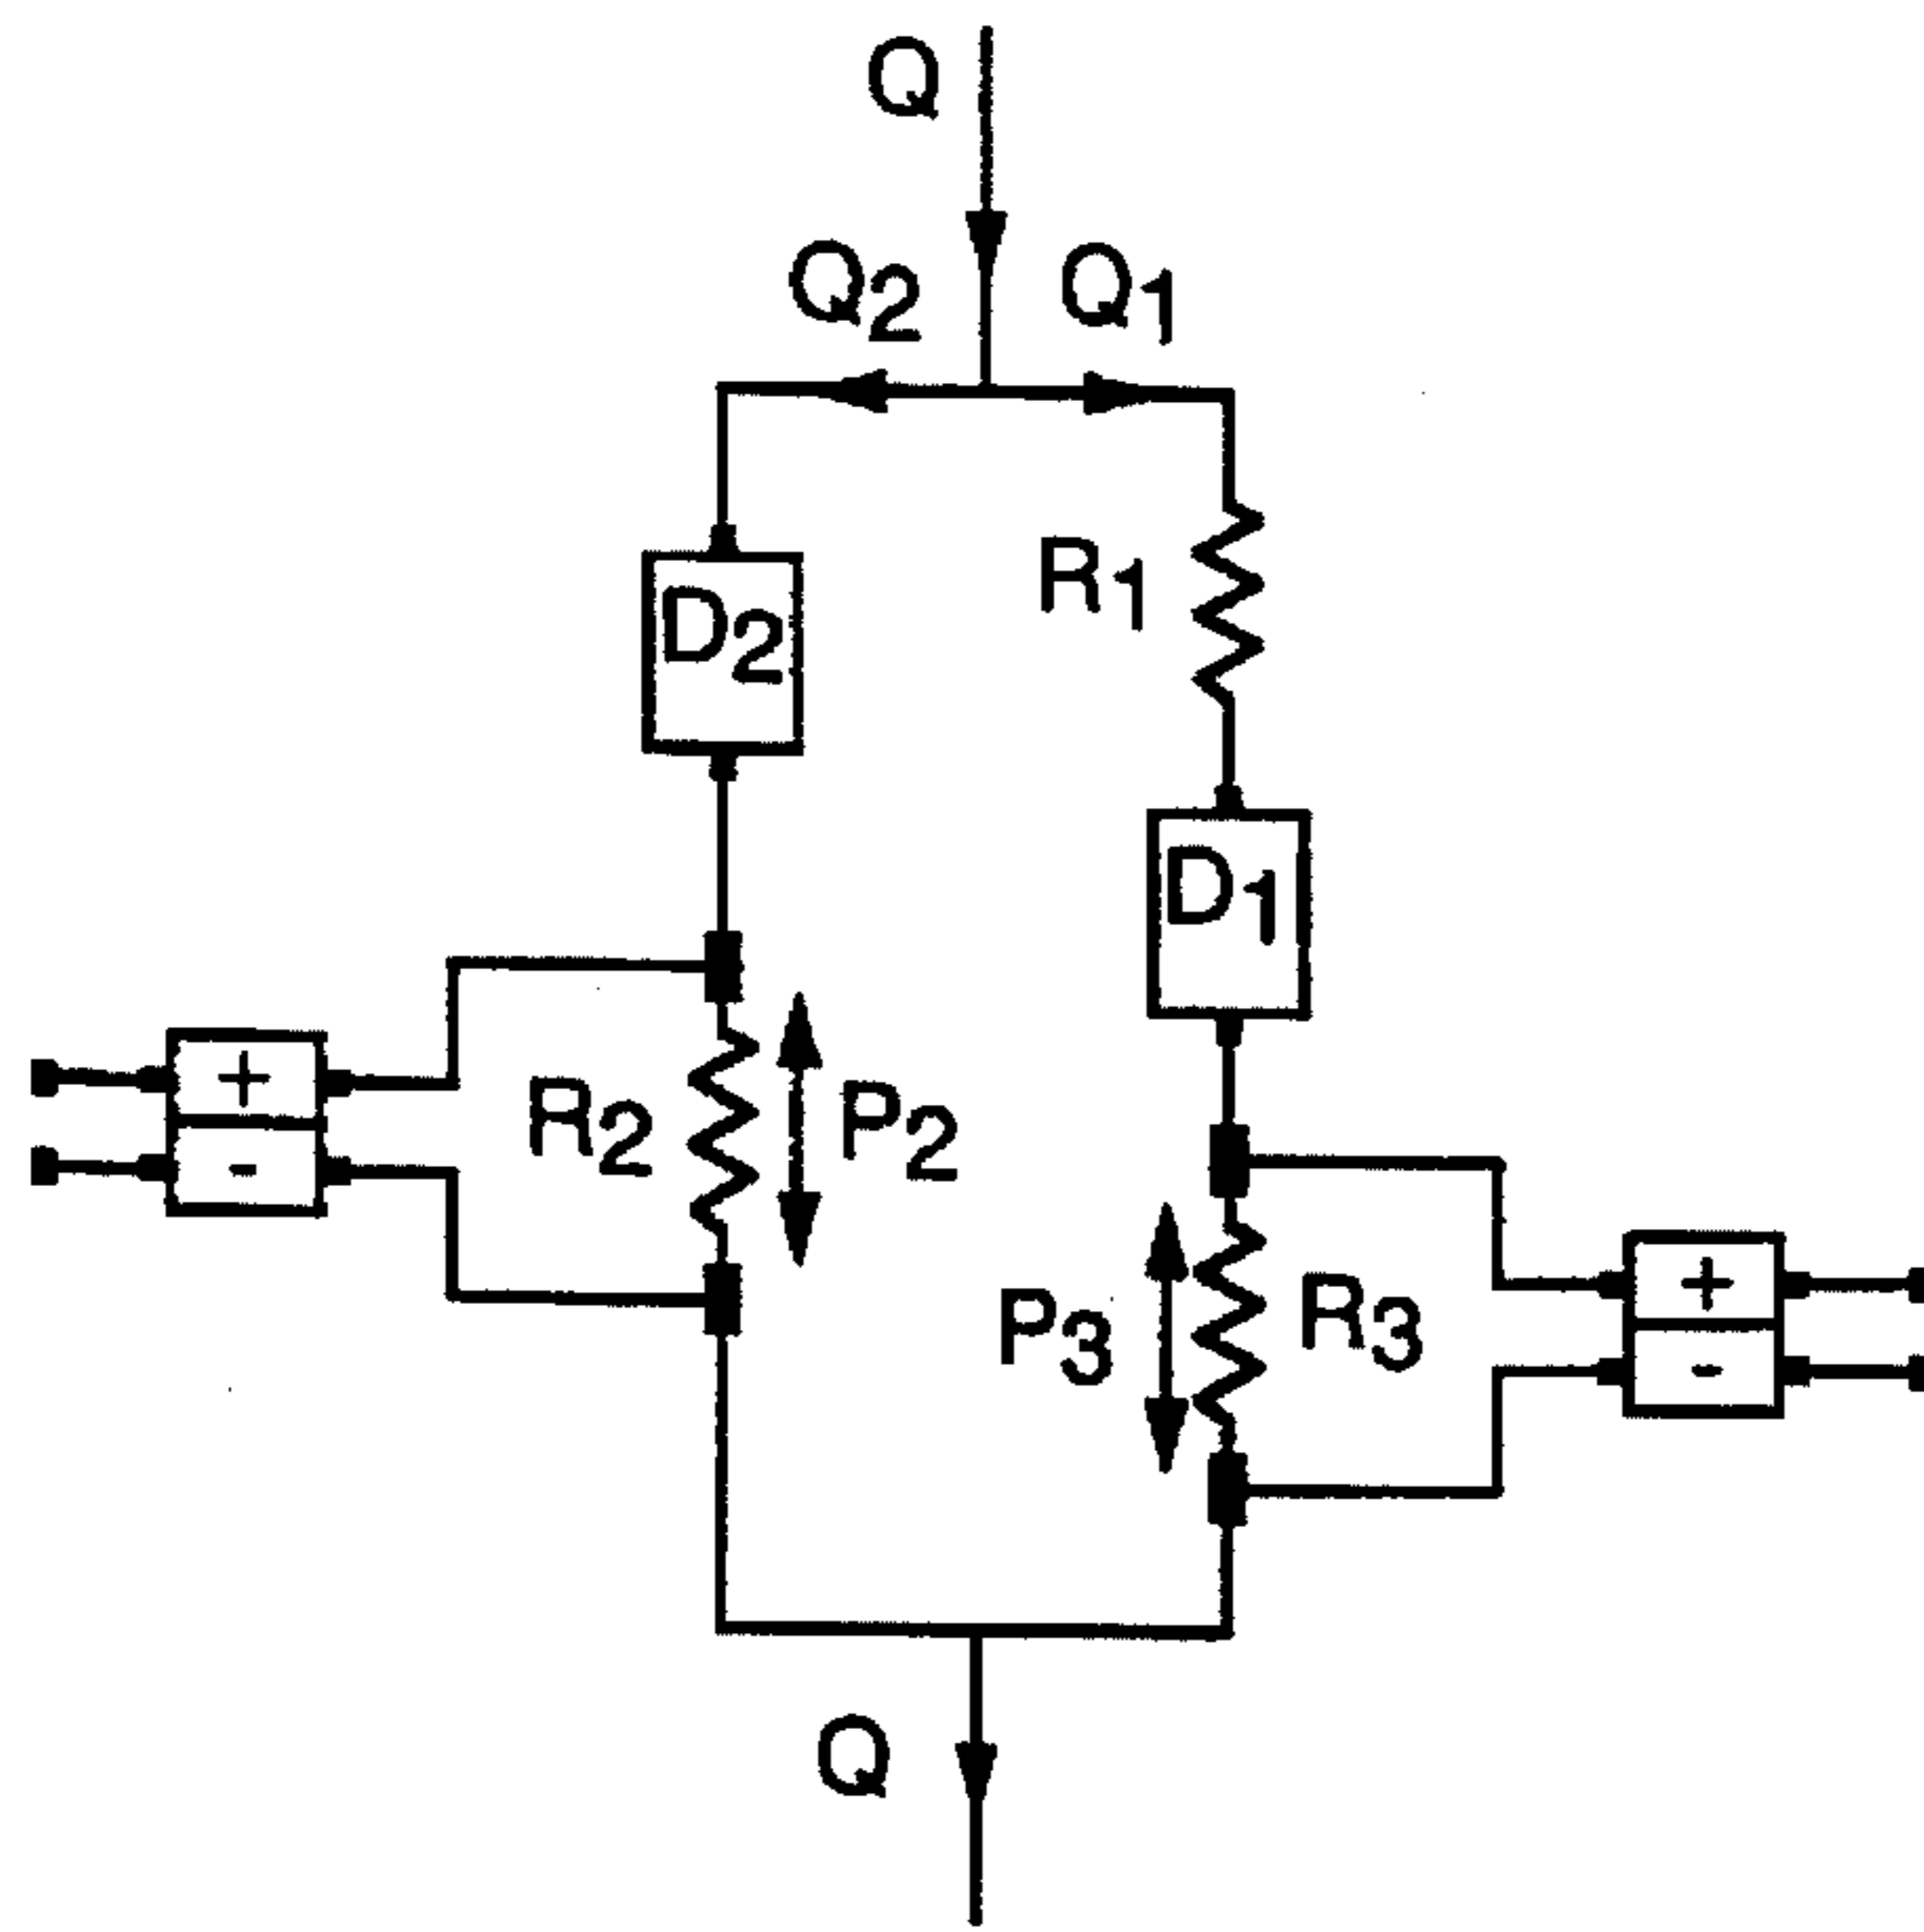 Q
Q2 Q1
D2
R1
D1
+
-
R2
P2
P3
R3
+
-
Q